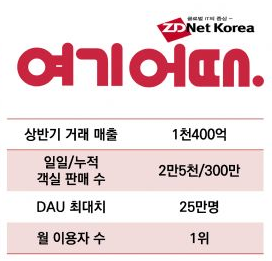 글로벌 IT의 중심
ZDNet Korea
여기어때.
상반기 거래 매출 1천400억
일일/누적
객실 판매 수 2만5천/300만
DAU 최대치 25만명
월 이용자 수 1위